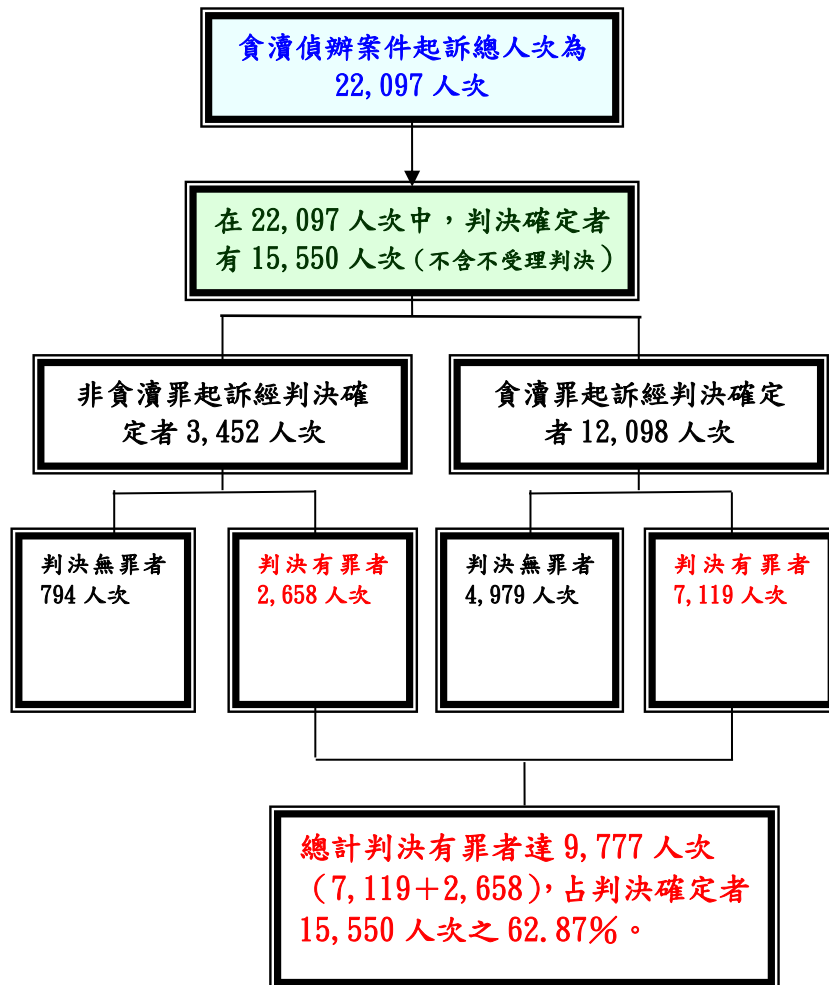 貪瀆偵辦案件起訴總人次為
22,097 人次
在 22,097 人次中，判決確定者
有 15,550 人次（不含不受理判決）
非貪瀆罪起訴經判決確
定者 3,452 人次
貪瀆罪起訴經判決確定
者 12,098 人次
判決無罪者
794 人次
判決有罪者
2,658 人次
判決無罪者
4,979 人次
判決有罪者
7,119 人次
總計判決有罪者達 9,777 人次
（7,119＋2,658），占判決確定者
15,550 人次之 62.87％。